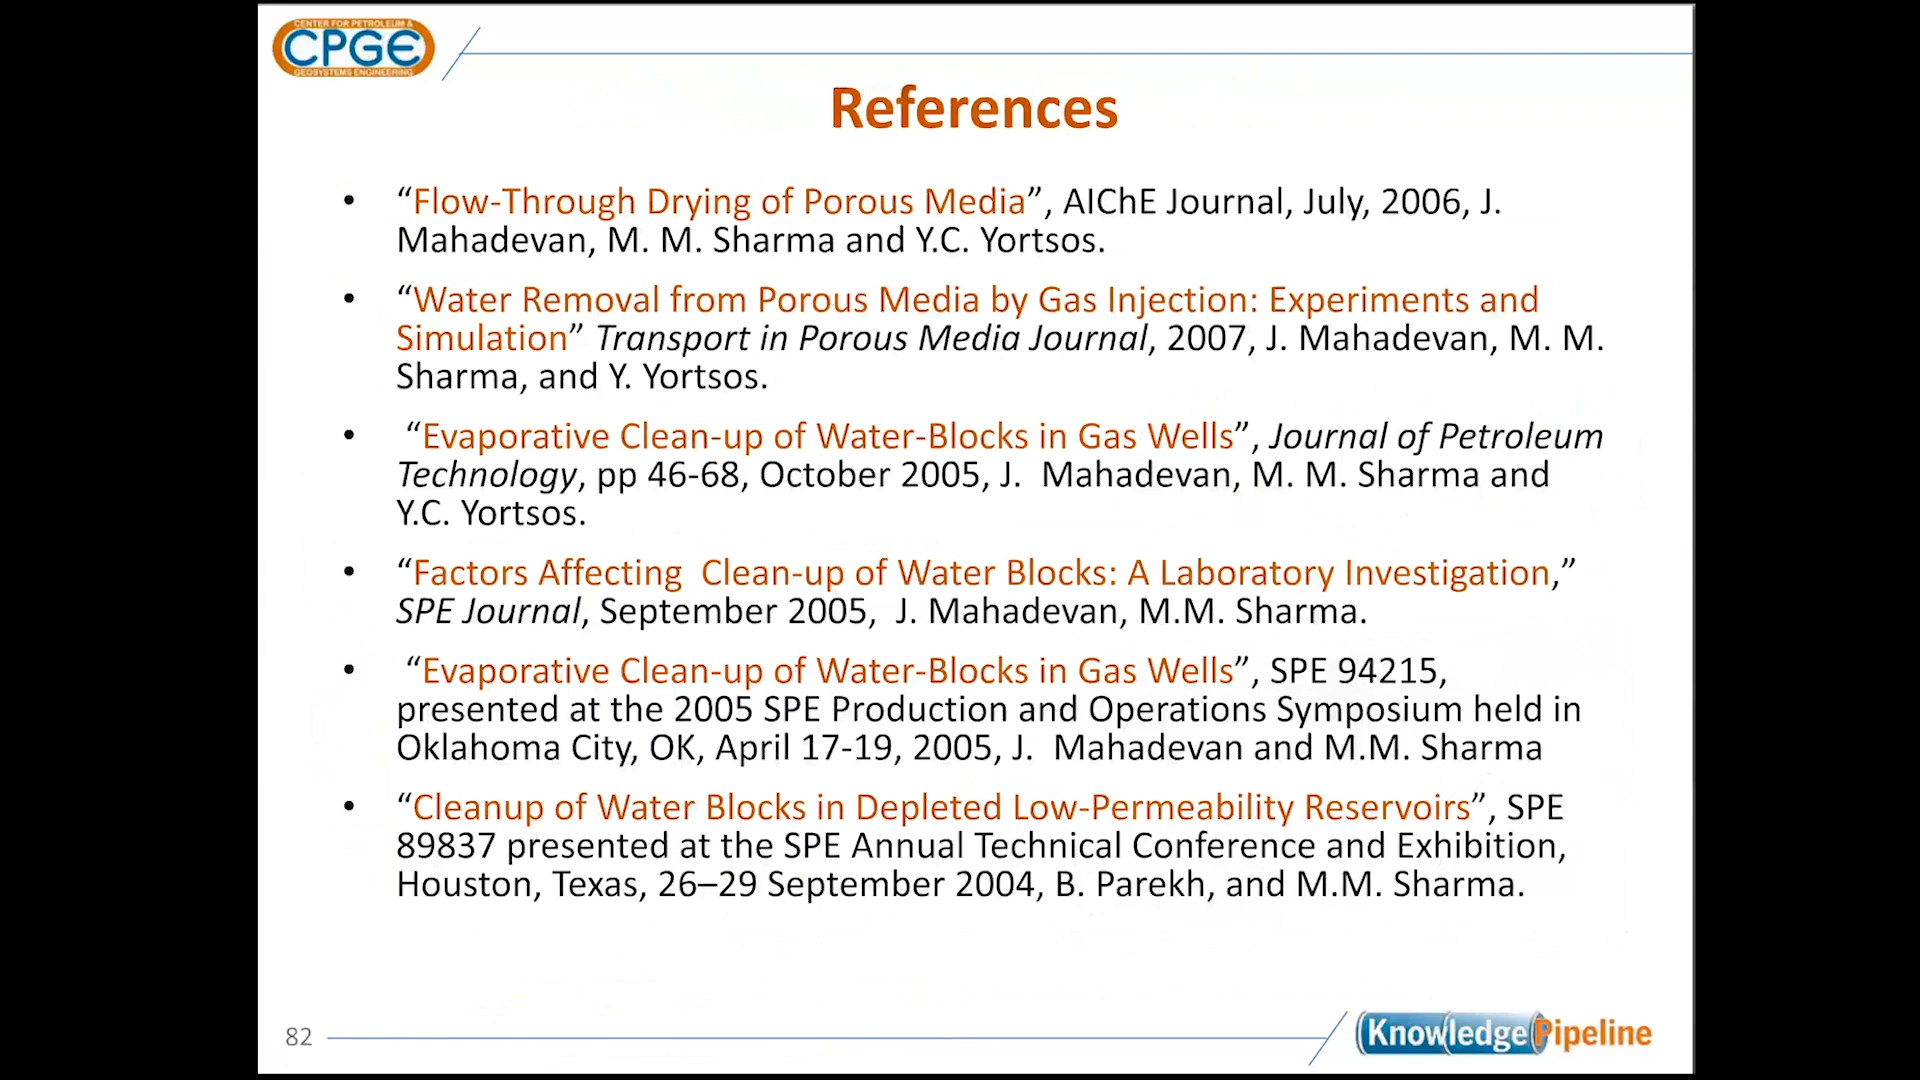 CENTER FOR PETROLEUM &
CPGE
GEOSYSTEMS ENGINEERING
References
• “Flow-Through Drying of Porous Media”, AIChE Journal, July, 2006, J.
Mahadevan, M. M. Sharma and Y.C. Yortsos.
• “Water Removal from Porous Media by Gas Injection: Experiments and
Simulation” Transport in Porous Media Journal, 2007, J. Mahadevan, M. M.
Sharma, and Y. Yortsos.
• “Evaporative Clean-up of Water-Blocks in Gas Wells”, Journal of Petroleum
Technology, pp 46-68, October 2005, J. Mahadevan, M. M. Sharma and
Y.C. Yortsos.
• “Factors Affecting Clean-up of Water Blocks: A Laboratory Investigation,”
SPE Journal, September 2005, J. Mahadevan, M.M. Sharma.
• “Evaporative Clean-up of Water-Blocks in Gas Wells”, SPE 94215,
presented at the 2005 SPE Production and Operations Symposium held in
Oklahoma City, OK, April 17-19, 2005, J. Mahadevan and M.M. Sharma
• “Cleanup of Water Blocks in Depleted Low-Permeability Reservoirs”, SPE
89837 presented at the SPE Annual Technical Conference and Exhibition,
Houston, Texas, 26–29 September 2004, B. Parekh, and M.M. Sharma.
82
Knowledge Pipeline